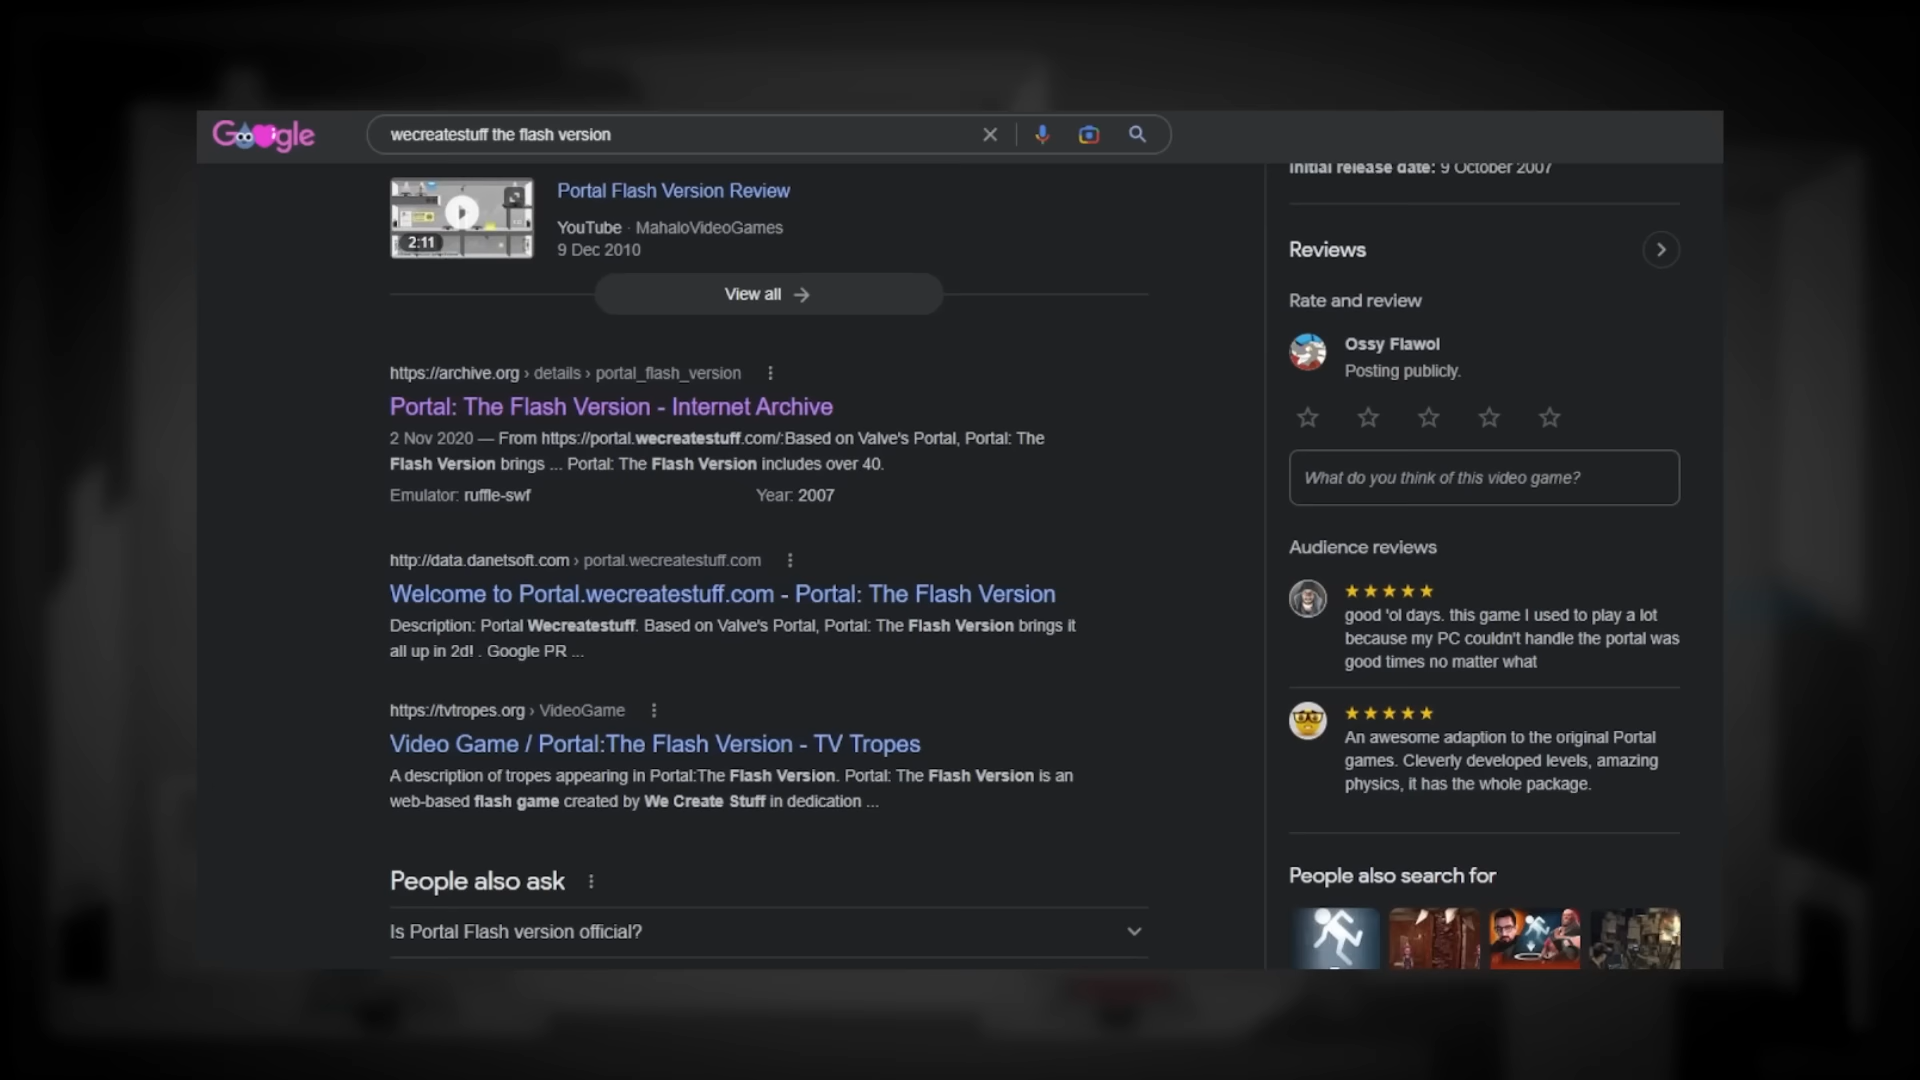 Google
wecreatestuff the flash version
Portal Flash Version Review
YouTube · MahaloVideoGames
9 Dec 2010
2:11
View all
https://archive.org › details › portal_flash_version
Portal: The Flash Version - Internet Archive
2 Nov 2020 — From https://portal.wecreatestuff.com/:Based on Valve's Portal, Portal: The
Flash Version brings ... Portal: The Flash Version includes over 40.
Emulator: ruffle-swf Year: 2007
http://data.danetsoft.com › portal.wecreatestuff.com
Welcome to Portal.wecreatestuff.com - Portal: The Flash Version
Description: Portal Wecreatestuff. Based on Valve's Portal, Portal: The Flash Version brings it
all up in 2d! . Google PR ...
https://tvtropes.org › VideoGame
Video Game / Portal:The Flash Version - TV Tropes
A description of tropes appearing in Portal:The Flash Version. Portal: The Flash Version is an
web-based flash game created by We Create Stuff in dedication ...
People also ask
Is Portal Flash version official?
Initial release date: 9 October 2007
Reviews
Rate and review
Ossy Flawol
Posting publicly.
What do you think of this video game?
Audience reviews
good 'ol days. this game I used to play a lot
because my PC couldn't handle the portal was
good times no matter what
An awesome adaption to the original Portal
games. Cleverly developed levels, amazing
physics, it has the whole package.
People also search for